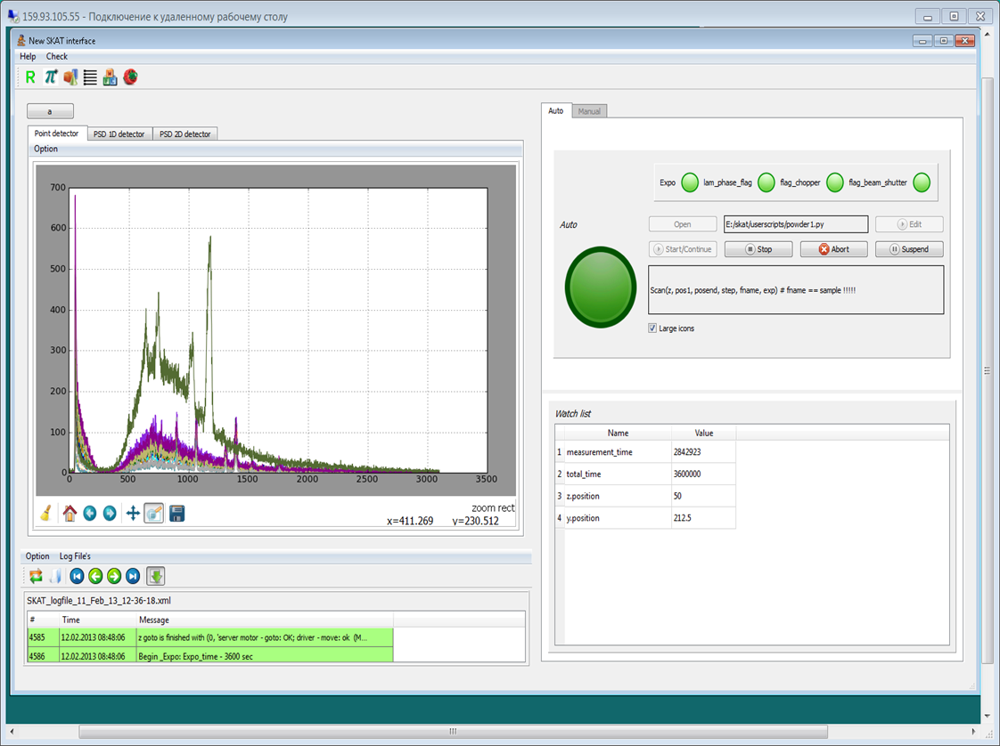 159.93.105.55 - Подключение к удаленному рабочему столу
New SKAT interface
Help Check
R π
a
Point detector PSD 1D detector PSD 2D detector
Option
700
600
500
400
300
200
100
0
0 500 1000 1500 2000 2500 3000 3500
zoom rect
x=411.269 y=230.512
Option Log File's
SKAT_logfile_11_Feb_13_12-36-18.xml
# Time Message
4585 12.02.2013 08:48:06 z goto is finished with (0, 'server motor - goto: OK; driver - move: ok (M...
4586 12.02.2013 08:48:06 Begin _Expo: Expo_time - 3600 sec
Auto Manual
Expo lam_phase_flag flag_chopper flag_beam_shutter
Auto
Open E:/skat/userscripts/powder1.py Edit
Start/Continue Stop Abort Suspend
Scan(z, pos1, posend, step, fname, exp) # fname == sample !!!!!
Large icons
Watch list
Name Value
1 measurement_time 2842923
2 total_time 3600000
3 z.position 50
4 y.position 212.5